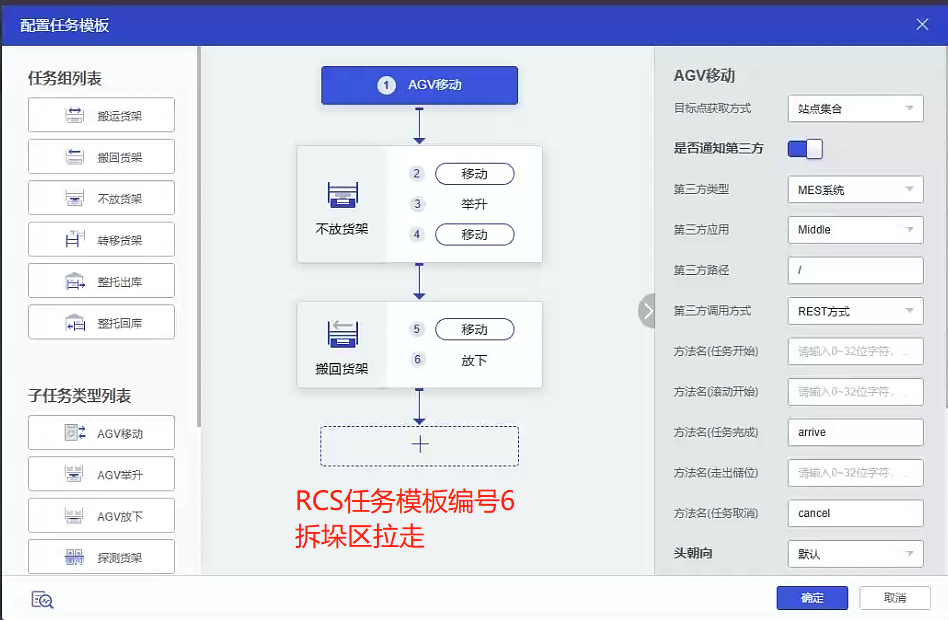 配置任务模板
任务组列表
搬运货架
搬回货架
不放货架
转移货架
整托出库
整托回库
子任务类型列表
AGV移动
AGV举升
AGV放下
探测货架
1 AGV移动
不放货架
2 移动
3 举升
4 移动
搬回货架
5 移动
6 放下
RCS任务模板编号6
拆垛区拉走
AGV移动
目标点获取方式 站点集合
是否通知第三方
第三方类型 MES系统
第三方应用 Middle
第三方路径 /
第三方调用方式 REST方式
方法名(任务开始) 请输入0~32位字符，...
方法名(滚动开始) 请输入0~32位字符，...
方法名(任务完成) arrive
方法名(走出储位) 请输入0~32位字符，...
方法名(任务取消) cancel
头朝向 默认
确定
取消